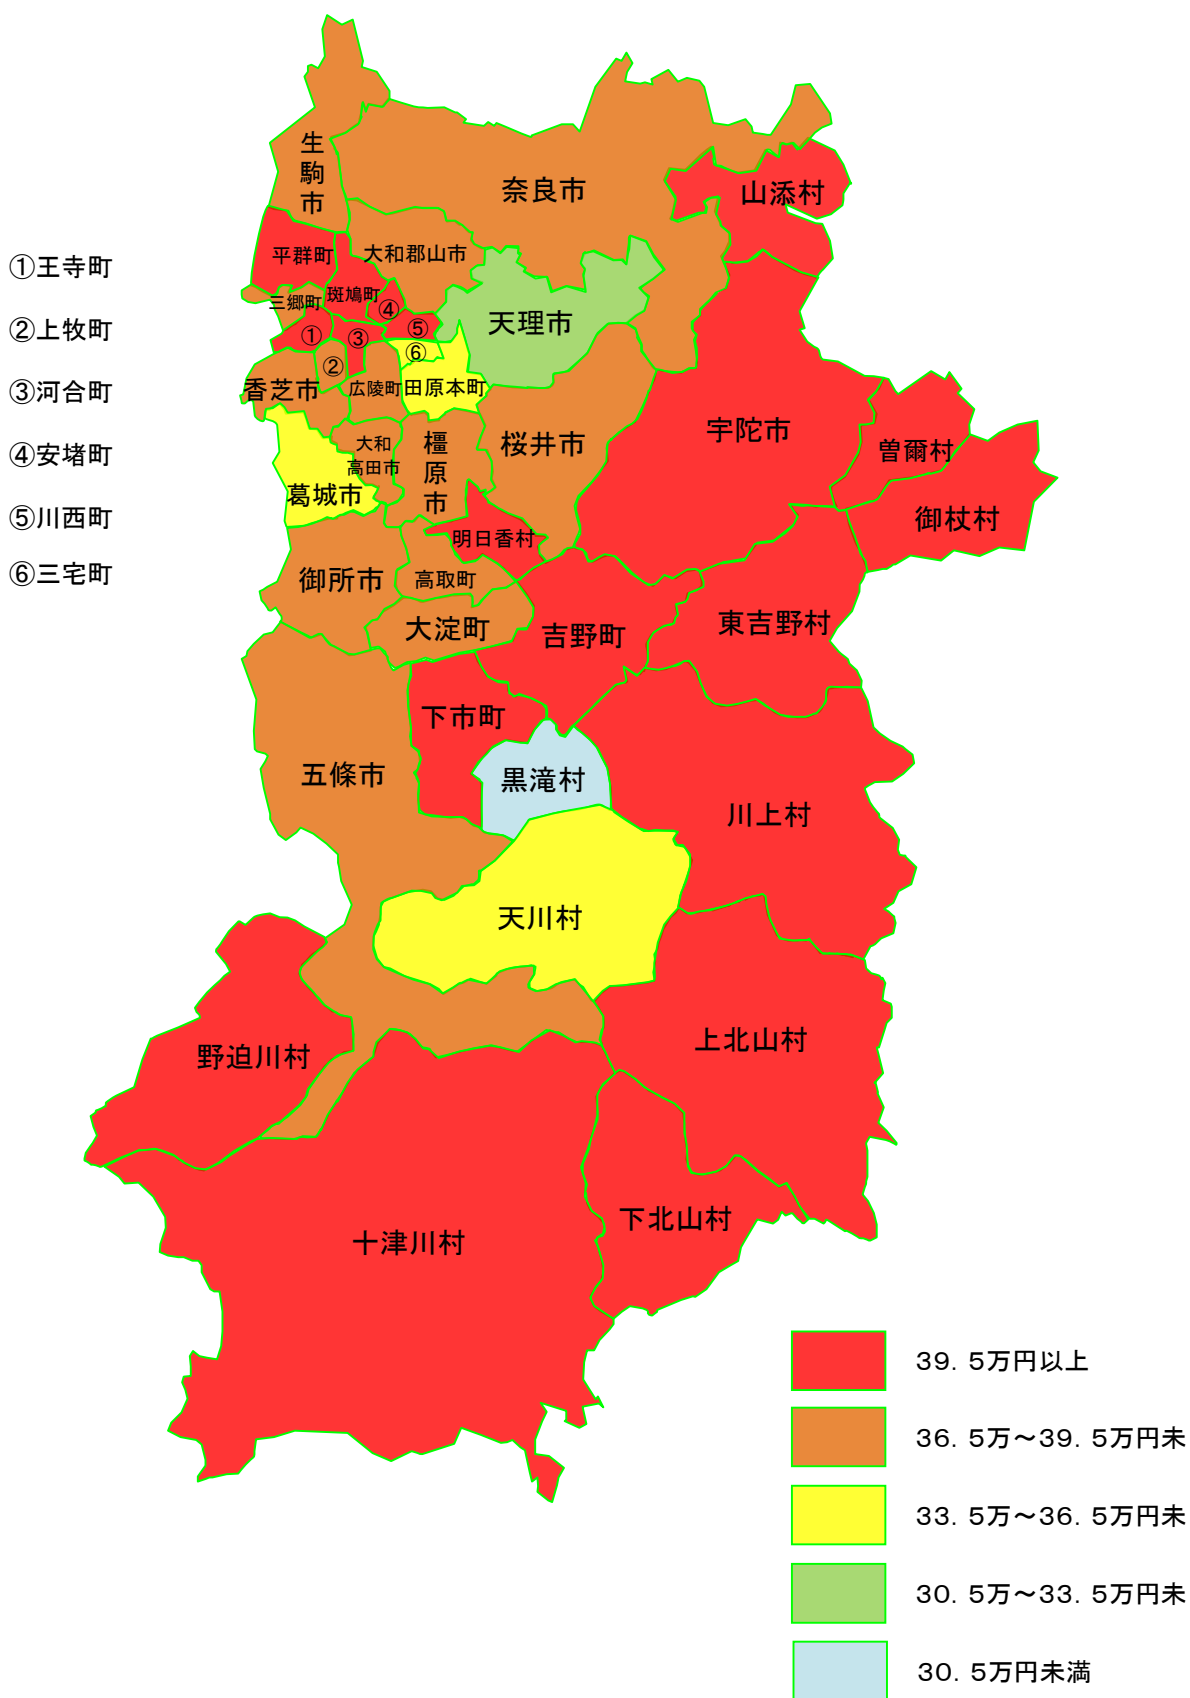 生駒市
奈良市
山添村
平群町
大和郡山市
①王寺町
三郷町
斑鳩町
④
⑤
天理市
①
③
②上牧町
⑥
②
香芝市
広陵町
田原本町
③河合町
宇陀市
桜井市
橿原市
大和
高田市
曽爾村
④安堵町
葛城市
御杖村
⑤川西町
明日香村
⑥三宅町
御所市
高取町
大淀町
吉野町
東吉野村
下市町
五條市
黒滝村
川上村
天川村
野迫川村
上北山村
下北山村
十津川村
39.5万円以上
36.5万~39.5万円未
33.5万~36.5万円未
30.5万~33.5万円未
30.5万円未満